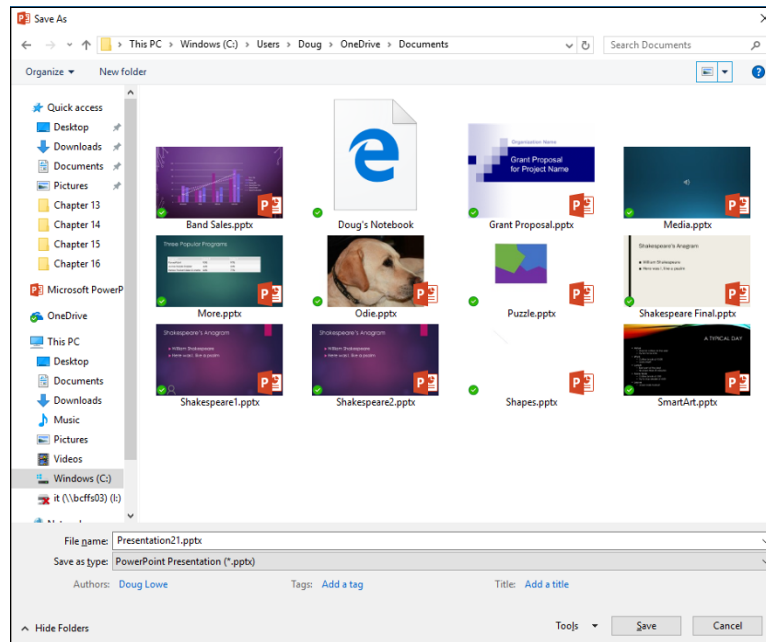 Save As
This PC > Windows (C:) > Users > Doug > OneDrive > Documents
Search Documents
Organize
New folder
Quick access
Desktop
Downloads
Documents
Pictures
Chapter 13
Chapter 14
Chapter 15
Chapter 16
Microsoft PowerP
OneDrive
This PC
Desktop
Documents
Downloads
Music
Pictures
Videos
Windows (C:)
it (\\bcffs03) (I:)
Band Sales.pptx
Doug's Notebook
Organization Name
Grant Proposal
for Project Name
Grant Proposal.pptx
Media.pptx
Three Popular Programs
More.pptx
Odie.pptx
Puzzle.pptx
Shakespeare's Anagram
William Shakespeare
Here was I, like a psalm
Shakespeare Final.pptx
Shakespeare's Anagram
William Shakespeare
Here was I, like a psalm
Shakespeare1.pptx
Shakespeare's Anagram
William Shakespeare
Here was I, like a psalm
Shakespeare2.pptx
Shapes.pptx
A TYPICAL DAY
SmartArt.pptx
File name: Presentation21.pptx
Save as type: PowerPoint Presentation (*.pptx)
Authors: Doug Lowe
Tags: Add a tag
Title: Add a title
Hide Folders
Tools
Save
Cancel